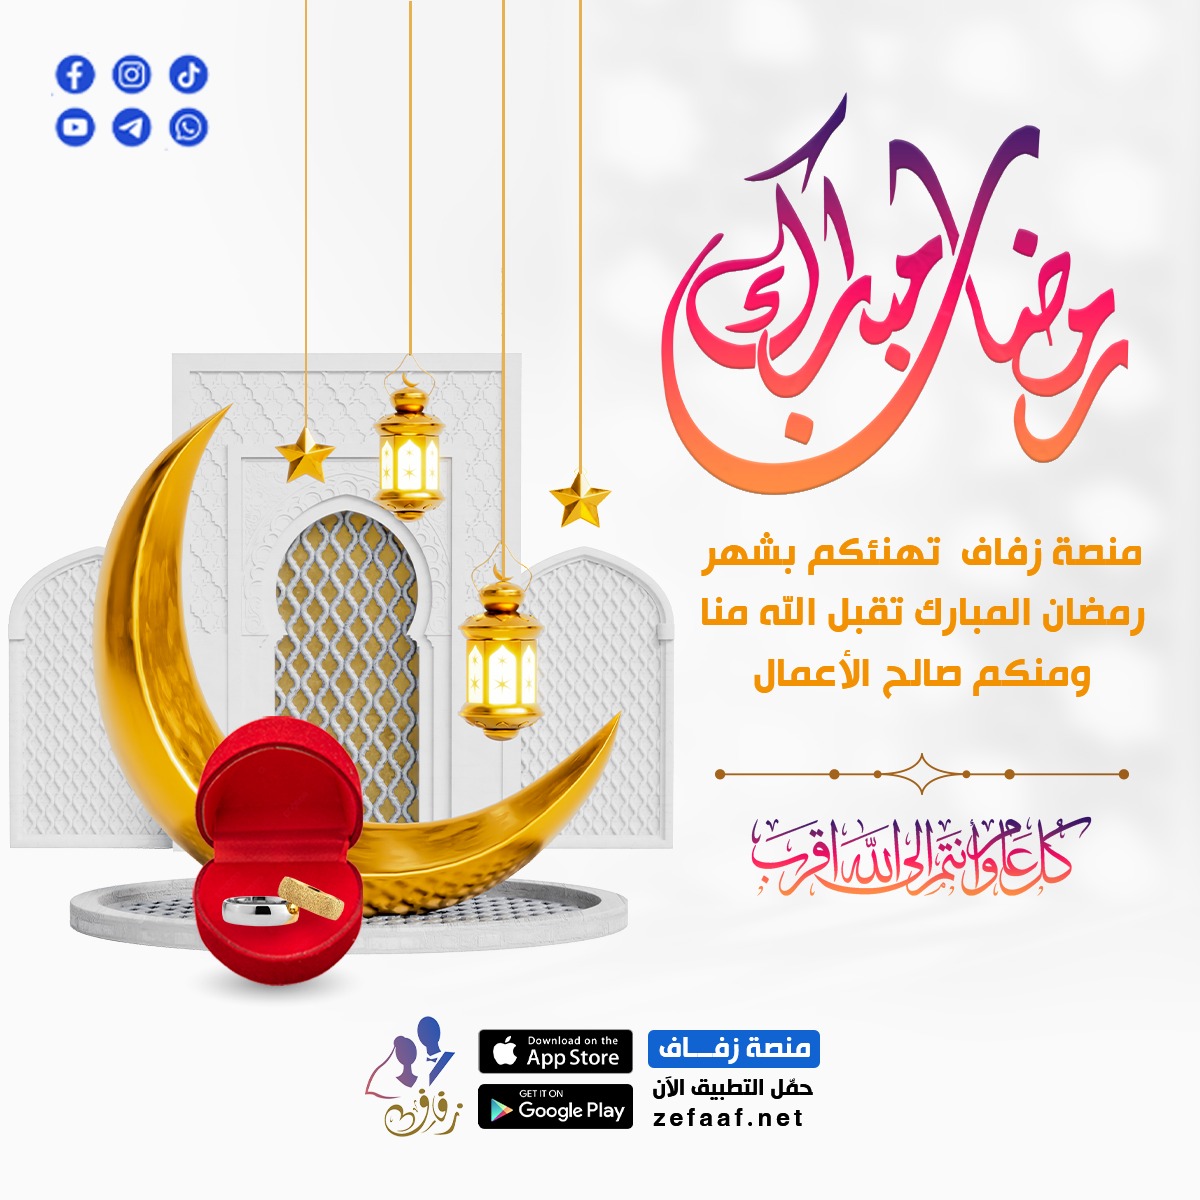 رمضان مبارك
منصة زفاف تهنئكم بشهر
رمضان المبارك تقبل الله منا
ومنكم صالح الأعمال
كل عام وأنتم إلى الله أقرب
زفاف
Download on the
App Store
GET IT ON
Google Play
منصة زفـــاف
حمّل التطبيق الآن
zefaaf.net